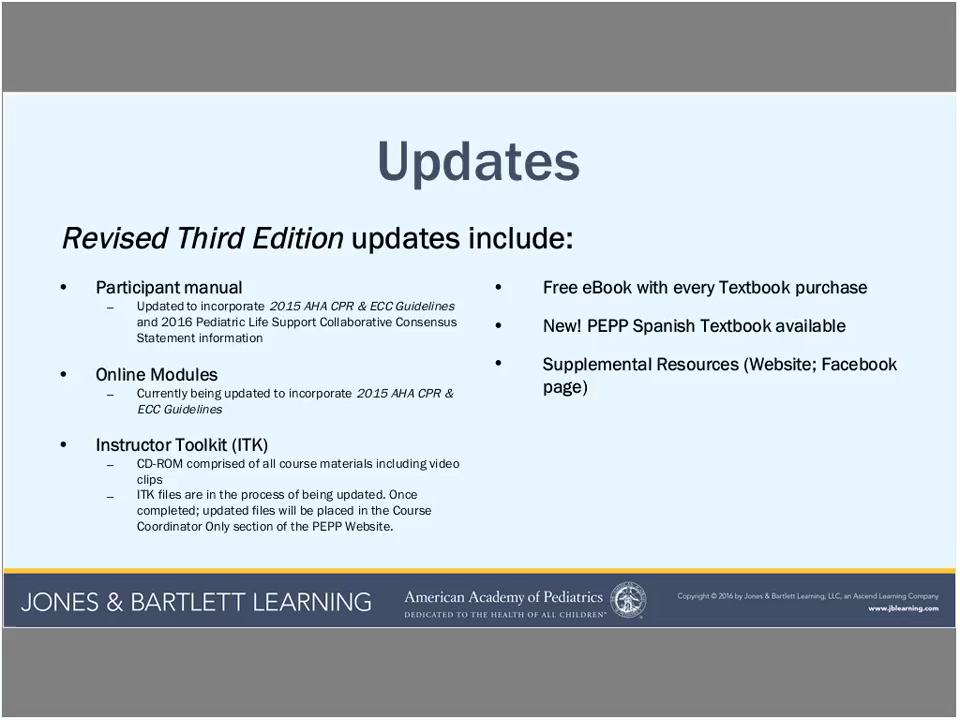 Updates
Revised Third Edition updates include:
• Participant manual
– Updated to incorporate 2015 AHA CPR & ECC Guidelines
and 2016 Pediatric Life Support Collaborative Consensus
Statement information
• Online Modules
– Currently being updated to incorporate 2015 AHA CPR &
ECC Guidelines
• Instructor Toolkit (ITK)
– CD-ROM comprised of all course materials including video
clips
– ITK files are in the process of being updated. Once
completed; updated files will be placed in the Course
Coordinator Only section of the PEPP Website.
• Free eBook with every Textbook purchase
• New! PEPP Spanish Textbook available
• Supplemental Resources (Website; Facebook
page)
JONES & BARTLETT LEARNING
American Academy of Pediatrics
DEDICATED TO THE HEALTH OF ALL CHILDREN™
Copyright © 2016 by Jones & Bartlett Learning, LLC, an Ascend Learning Company
www.jblearning.com